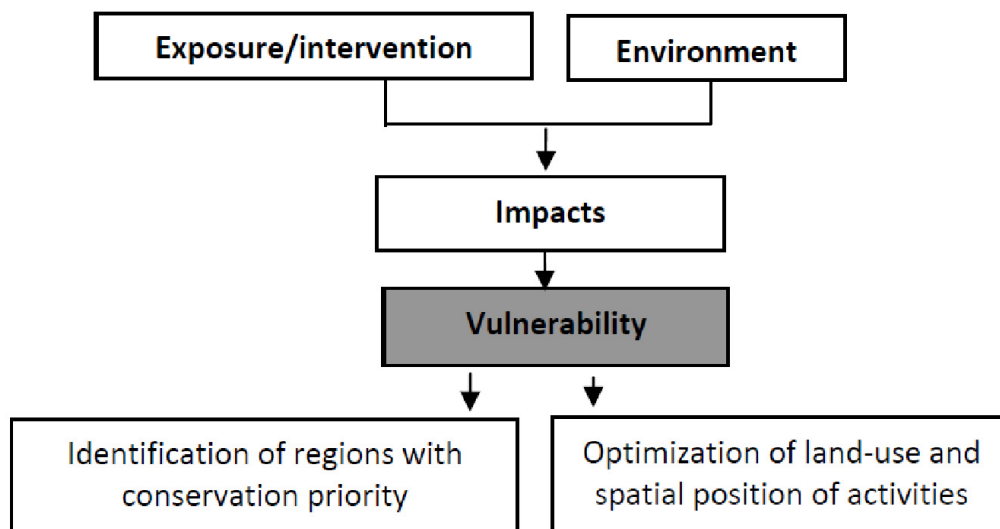 Exposure/intervention
Environment
Impacts
Vulnerability
Identification of regions with
conservation priority
Optimization of land-use and
spatial position of activities